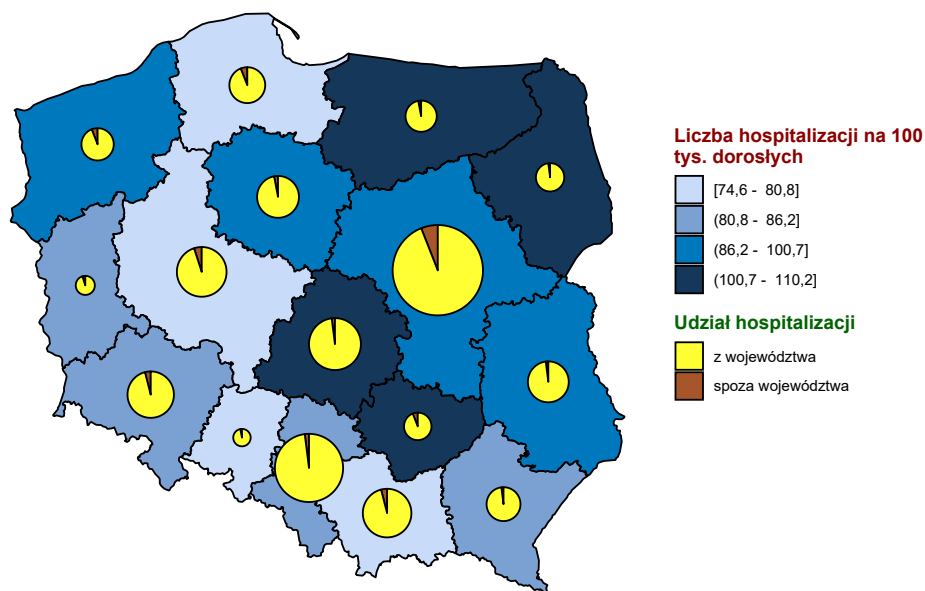 Liczba hospitalizacji na 100
tys. dorosłych
[74,6 - 80,8]
(80,8 - 86,2]
(86,2 - 100,7]
(100,7 - 110,2]
Udział hospitalizacji
z województwa
spoza województwa